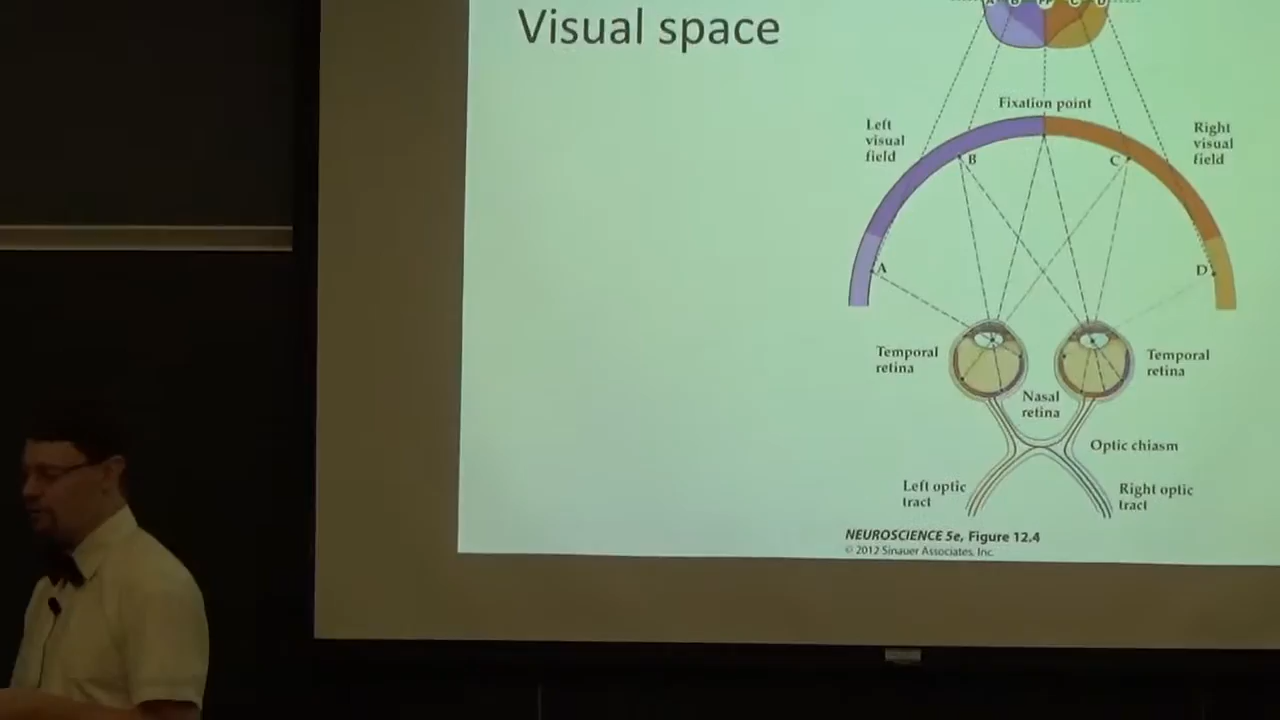 Visual space
A B FP C D
Fixation point
Left
visual
field
Right
visual
field
B
C
A
D
Temporal
retina
Temporal
retina
Nasal
retina
Optic chiasm
Left optic
tract
Right optic
tract
NEUROSCIENCE 5e, Figure 12.4
© 2012 Sinauer Associates, Inc.